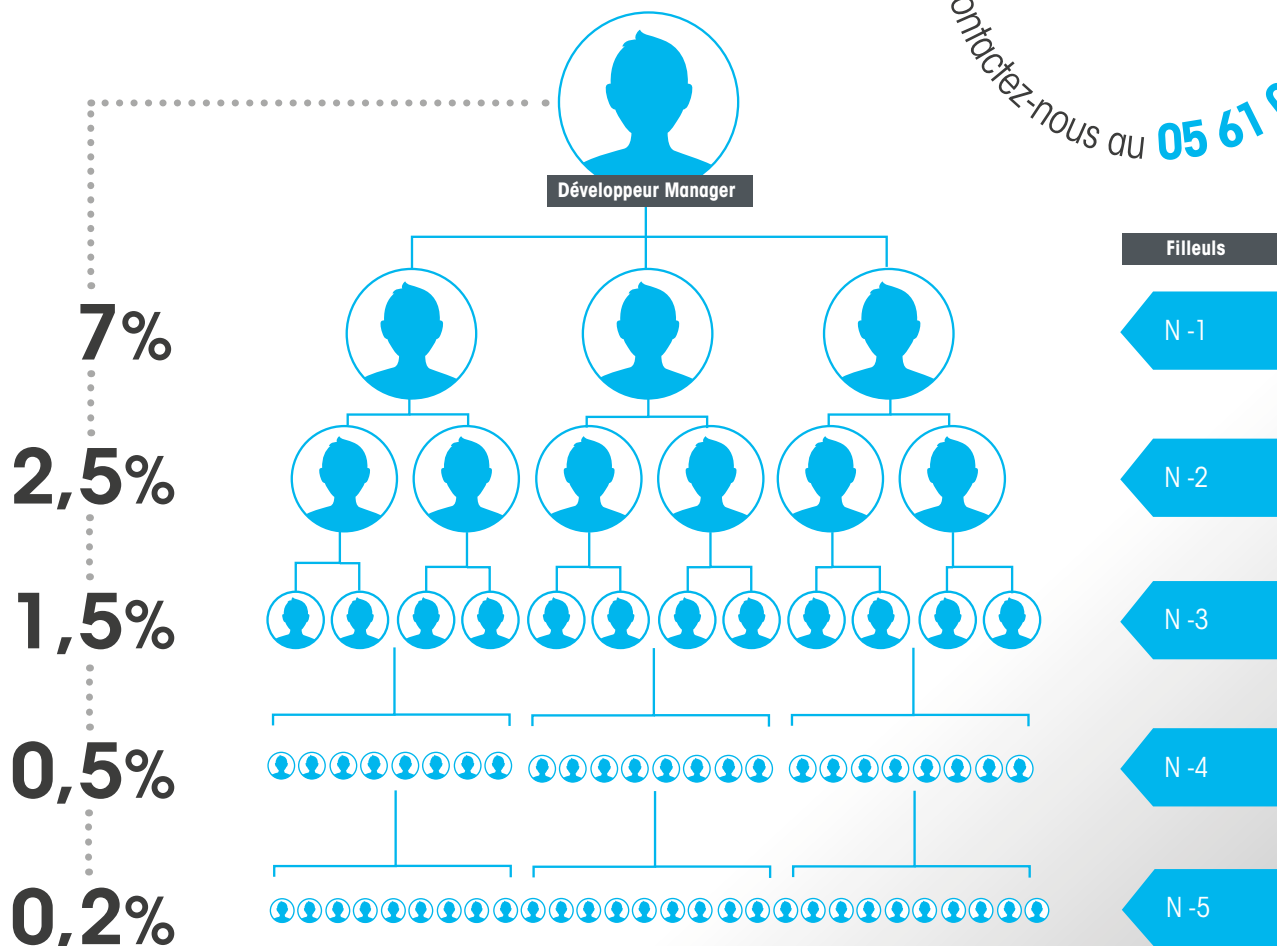 ontactez-nous au 05 61
Développeur Manager
Filleuls
7%
N -1
2,5%
N -2
1,5%
N -3
0,5%
N -4
0,2%
N -5